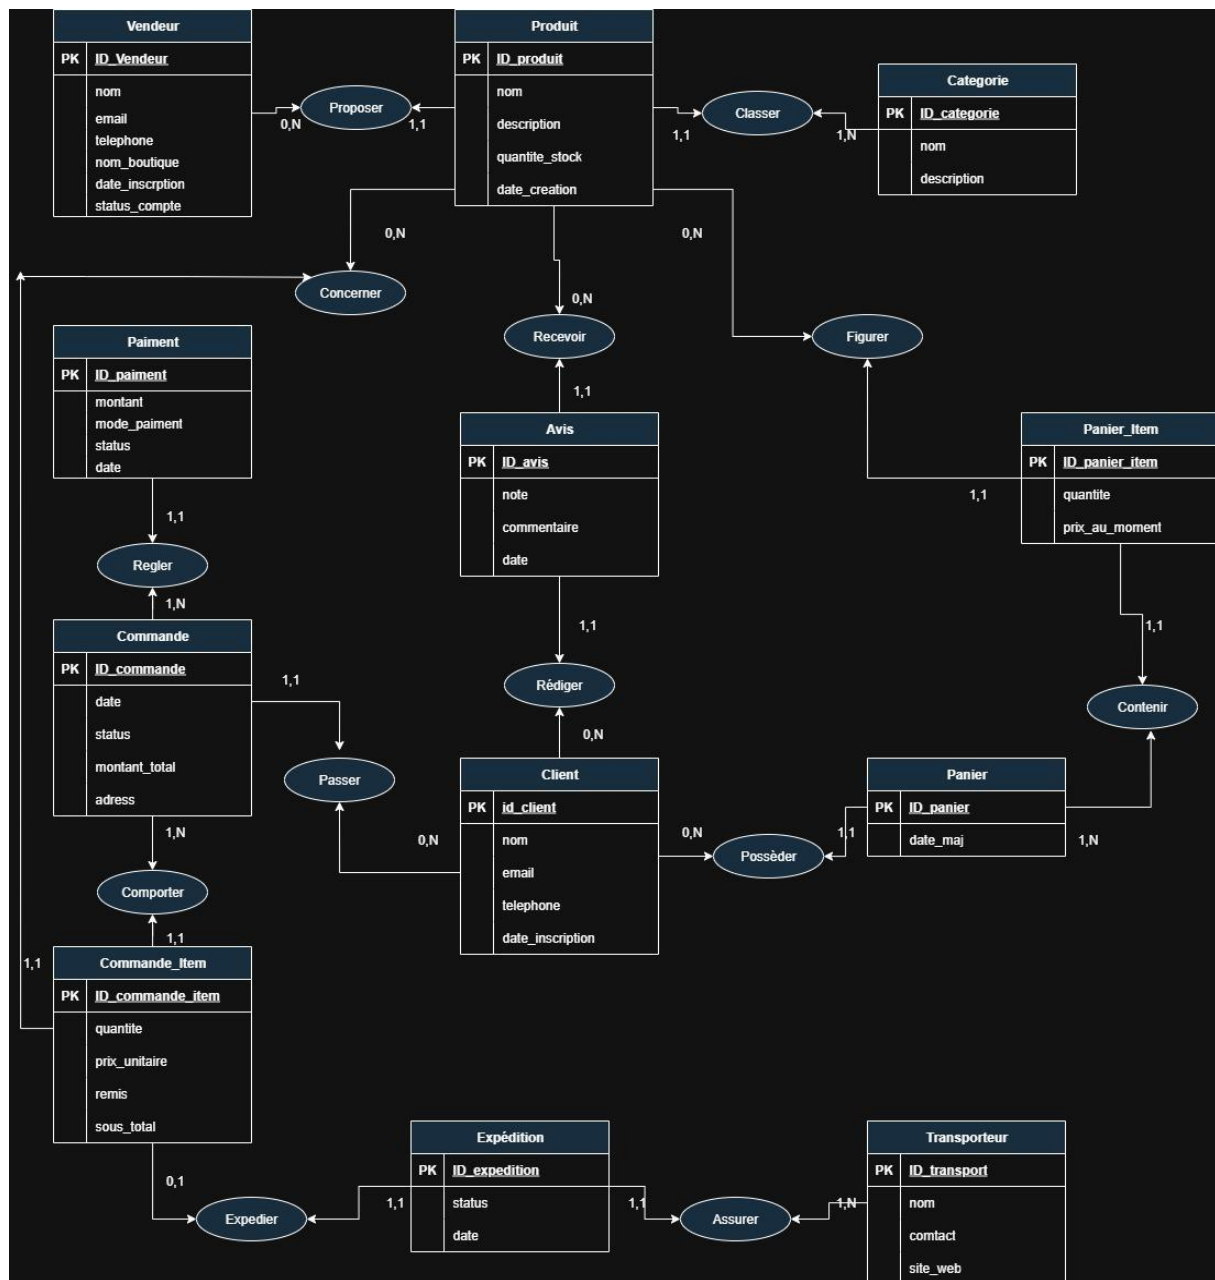 Vendeur
PK ID_Vendeur
nom
email
telephone
nom_boutique
date_inscrption
status_compte
0,N
Proposer
1,1
Produit
PK ID_produit
nom
description
quantite_stock
date_creation
1,1
Classer
1,N
Categorie
PK ID_categorie
nom
description
0,N
Concerner
0,N
Recevoir
0,N
Figurer
Paiment
PK ID_paiment
montant
mode_paiment
status
date
1,1
Regler
1,N
1,1
Avis
PK ID_avis
note
commentaire
date
1,1
Rédiger
0,N
Panier_Item
PK ID_panier_item
quantite
prix_au_moment
1,1
1,1
Contenir
Commande
PK ID_commande
date
status
montant_total
adress
1,1
Passer
0,N
Client
PK id_client
nom
email
telephone
date_inscription
0,N
Possèder
1,1
Panier
PK ID_panier
date_maj
1,N
1,N
Comporter
1,1
1,1
Commande_Item
PK ID_commande_item
quantite
prix_unitaire
remis
sous_total
0,1
Expedier
1,1
Expédition
PK ID_expedition
status
date
1,1
Assurer
1,N
Transporteur
PK ID_transport
nom
comtact
site_web